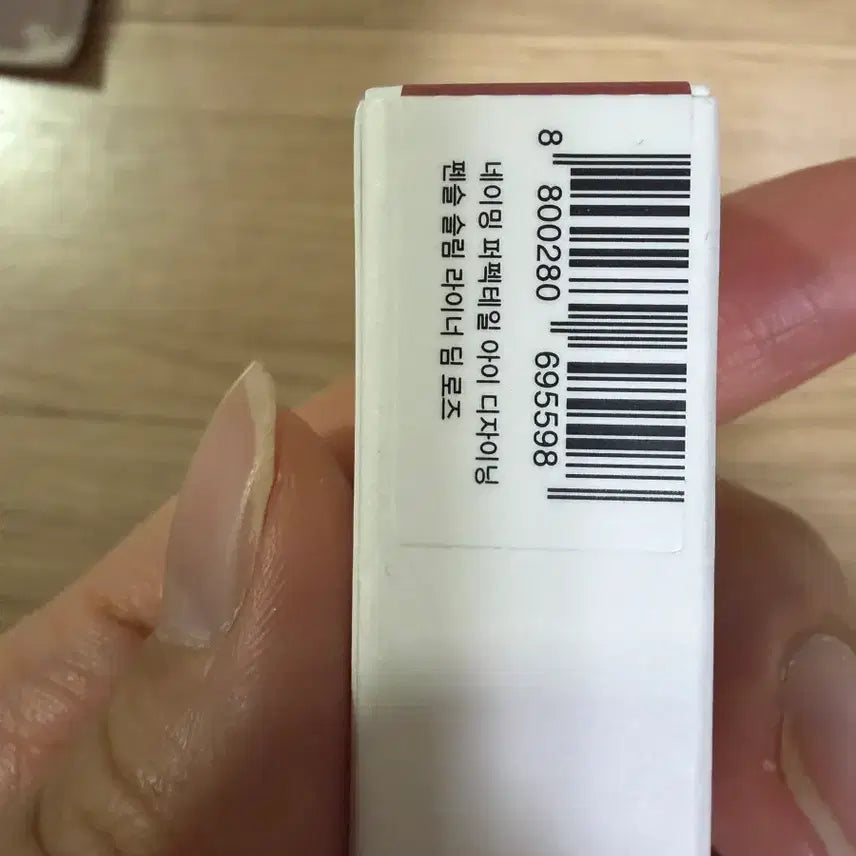 8 800280 695598
네이밍 퍼펙테일 아이 디자이닝
펜슬 슬림 라이너 딤 로즈